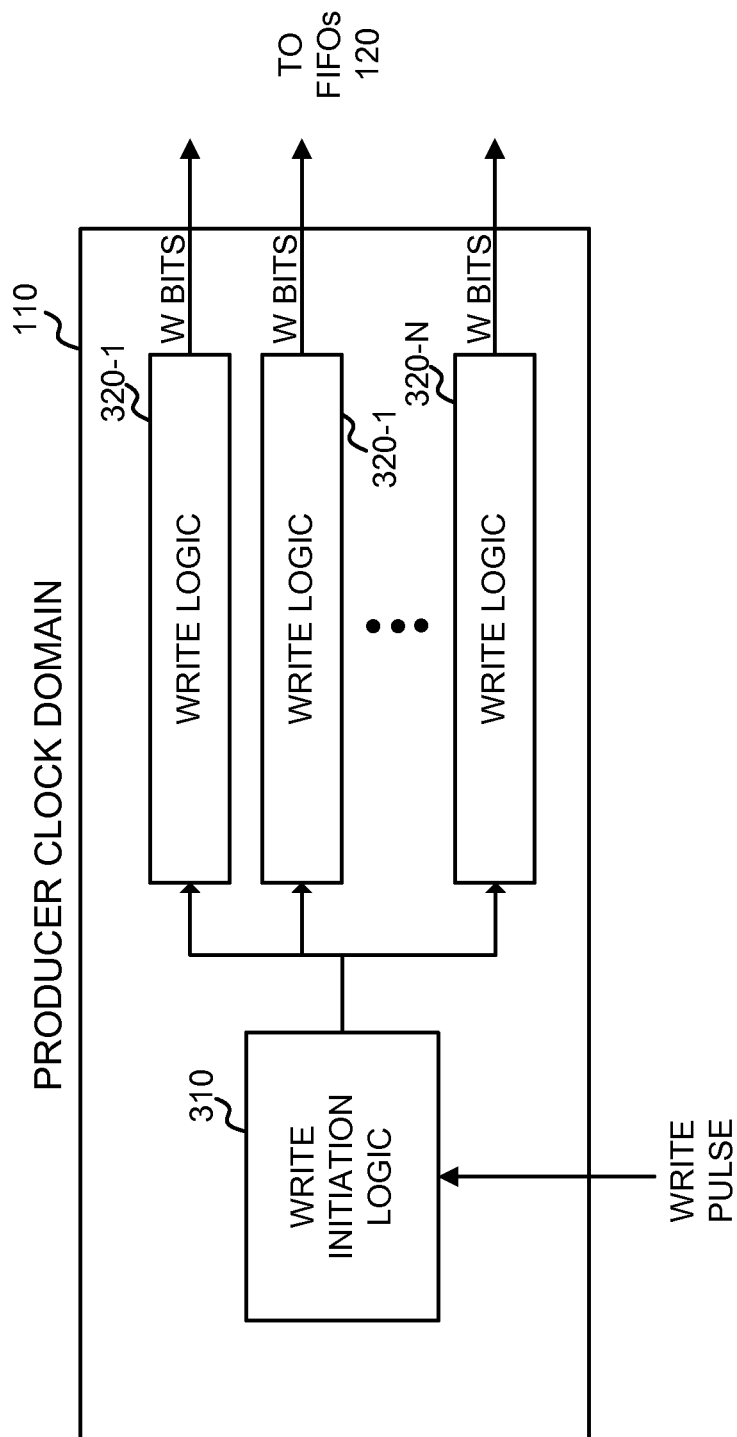 PRODUCER CLOCK DOMAIN
110
310
WRITE
INITIATION
LOGIC
WRITE
PULSE
320-1
WRITE LOGIC
W BITS
WRITE LOGIC
320-1
W BITS
320-N
WRITE LOGIC
W BITS
TO
FIFOs
120